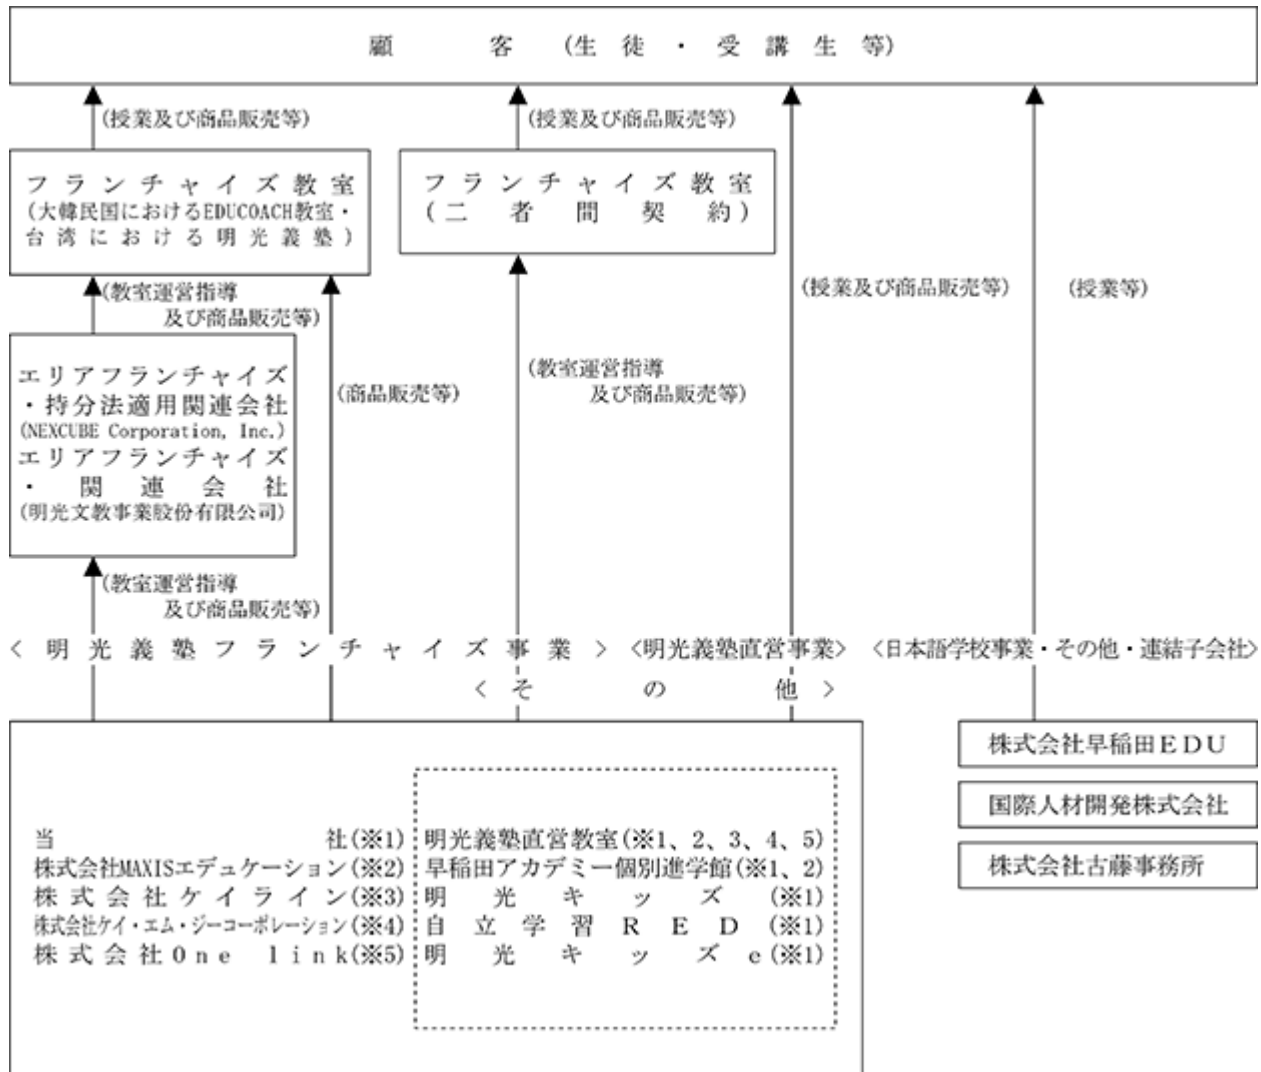 顧客(生徒・受講生等)
(授業及び商品販売等)
(授業及び商品販売等)
フランチャイズ教室
(大韓民国におけるEDUCOACH教室・
台湾における明光義塾)
フランチャイズ教室
(二者間契約)
(教室運営指導
及び商品販売等)
(授業及び商品販売等)
(授業等)
エリアフランチャイズ
・持分法適用関連会社
(NEXCUBE Corporation, Inc.)
エリアフランチャイズ
・関連会社
(明光文教事業股份有限公司)
(商品販売等)
(教室運営指導
及び商品販売等)
(教室運営指導
及び商品販売等)
<明光義塾フランチャイズ事業>
<明光義塾直営事業>
<日本語学校事業・その他・連結子会社>
<その他>
当社(※1)
株式会社MAXISエデュケーション(※2)
株式会社ケイライン(※3)
株式会社ケイ・エム・ジーコーポレーション(※4)
株式会社One link(※5)
明光義塾直営教室(※1、2、3、4、5)
早稲田アカデミー個別進学館(※1、2)
明光キッズ(※1)
自立学習RED(※1)
明光キッズe(※1)
株式会社早稲田EDU
国際人材開発株式会社
株式会社古藤事務所